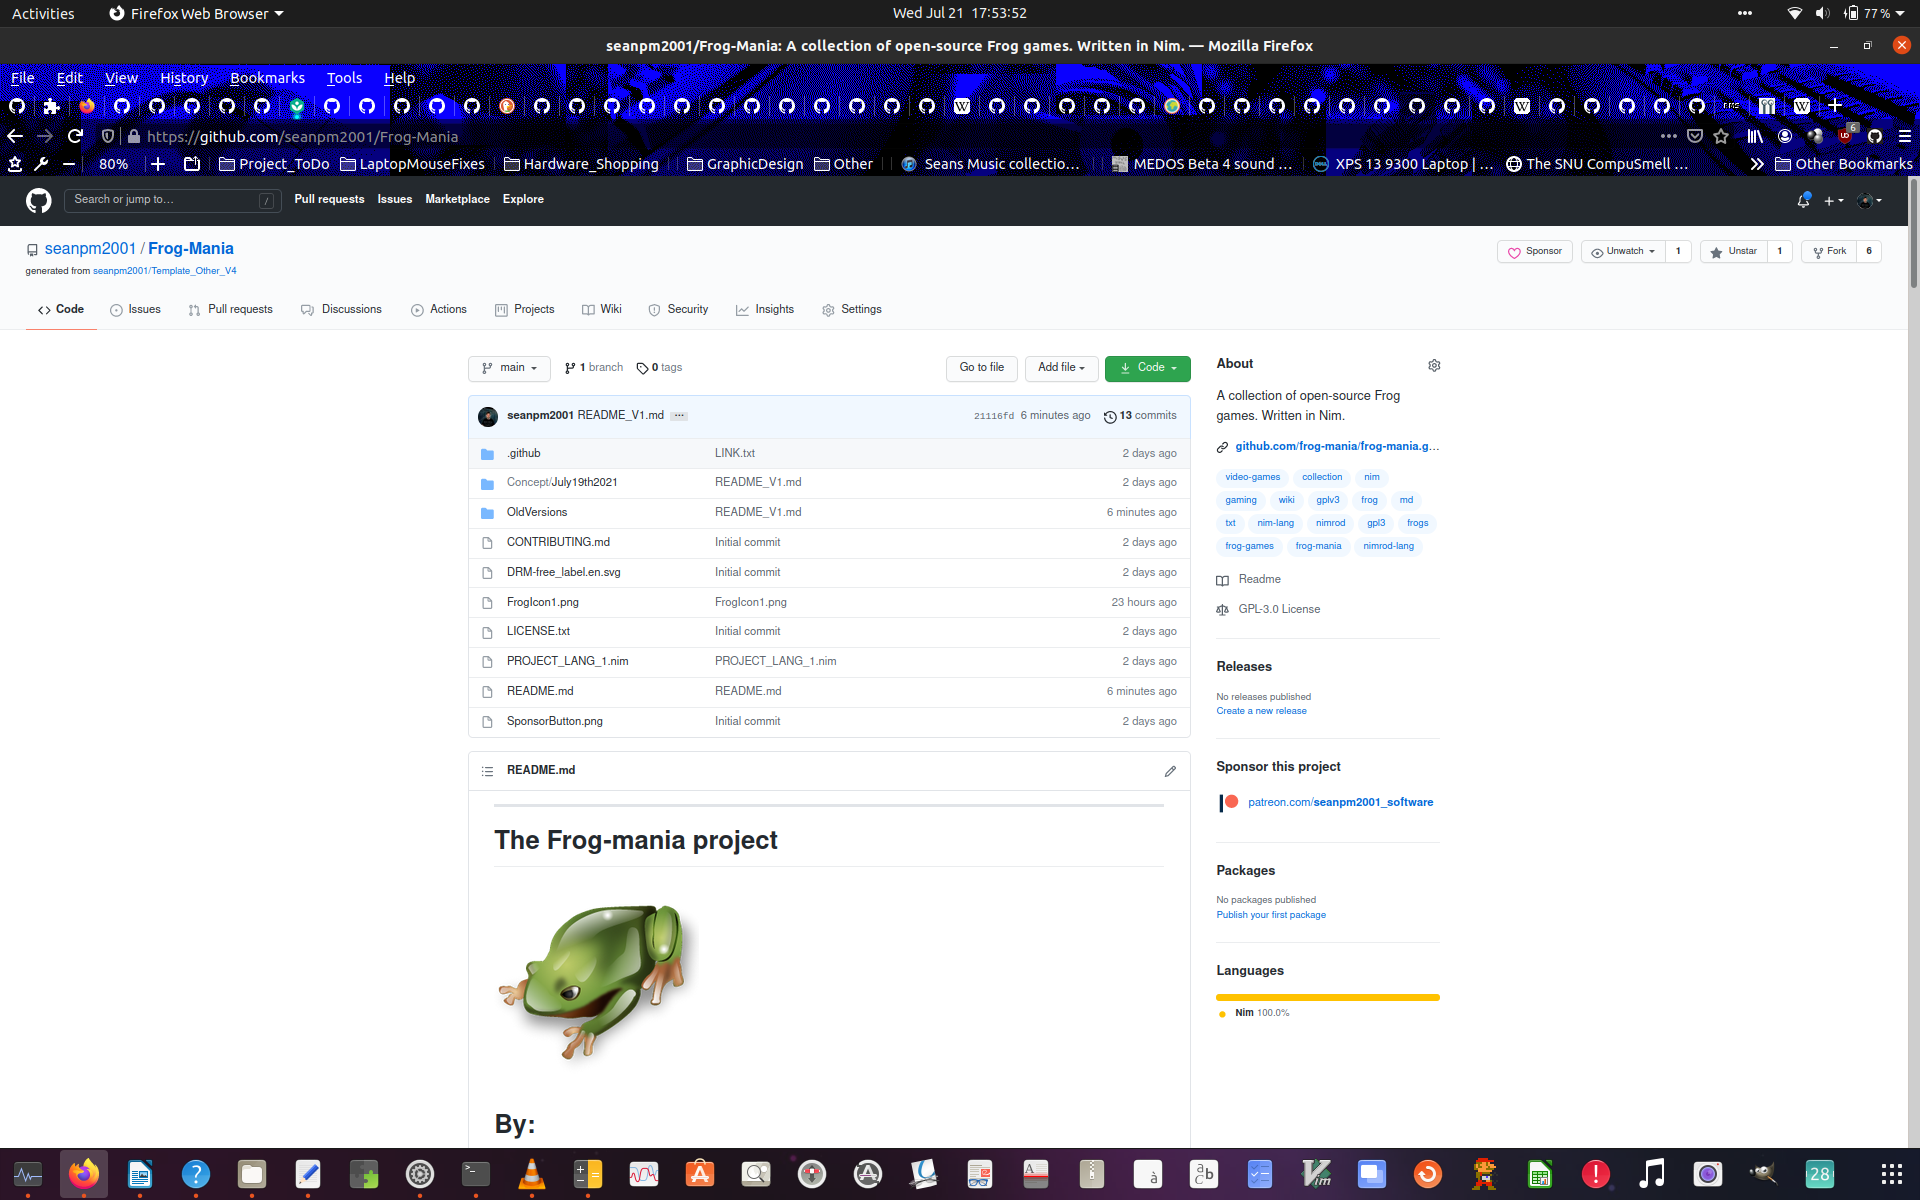 Activities Firefox Web Browser Wed Jul 21 17:53:52 77 %
seanpm2001/Frog-Mania: A collection of open-source Frog games. Written in Nim. — Mozilla Firefox
File Edit View History Bookmarks Tools Help
https://github.com/seanpm2001/Frog-Mania 6
80% Project_ToDo LaptopMouseFixes Hardware_Shopping GraphicDesign Other Seans Music collectio… MEDOS Beta 4 sound … XPS 13 9300 Laptop | … The SNU CompuSmell … Other Bookmarks
Search or jump to… / Pull requests Issues Marketplace Explore
seanpm2001 / Frog-Mania Sponsor Unwatch 1 Unstar 1 Fork 6
generated from seanpm2001/Template_Other_V4
Code Issues Pull requests Discussions Actions Projects Wiki Security Insights Settings
main 1 branch 0 tags Go to file Add file Code
seanpm2001 README_V1.md ... 21116fd 6 minutes ago 13 commits
.github LINK.txt 2 days ago
Concept/July19th2021 README_V1.md 2 days ago
OldVersions README_V1.md 6 minutes ago
CONTRIBUTING.md Initial commit 2 days ago
DRM-free_label.en.svg Initial commit 2 days ago
FrogIcon1.png FrogIcon1.png 23 hours ago
LICENSE.txt Initial commit 2 days ago
PROJECT_LANG_1.nim PROJECT_LANG_1.nim 2 days ago
README.md README.md 6 minutes ago
SponsorButton.png Initial commit 2 days ago
README.md
The Frog-mania project
By:
About
A collection of open-source Frog
games. Written in Nim.
github.com/frog-mania/frog-mania.g…
video-games collection nim
gaming wiki gplv3 frog md
txt nim-lang nimrod gpl3 frogs
frog-games frog-mania nimrod-lang
Readme
GPL-3.0 License
Releases
No releases published
Create a new release
Sponsor this project
patreon.com/seanpm2001_software
Packages
No packages published
Publish your first package
Languages
Nim 100.0%
28